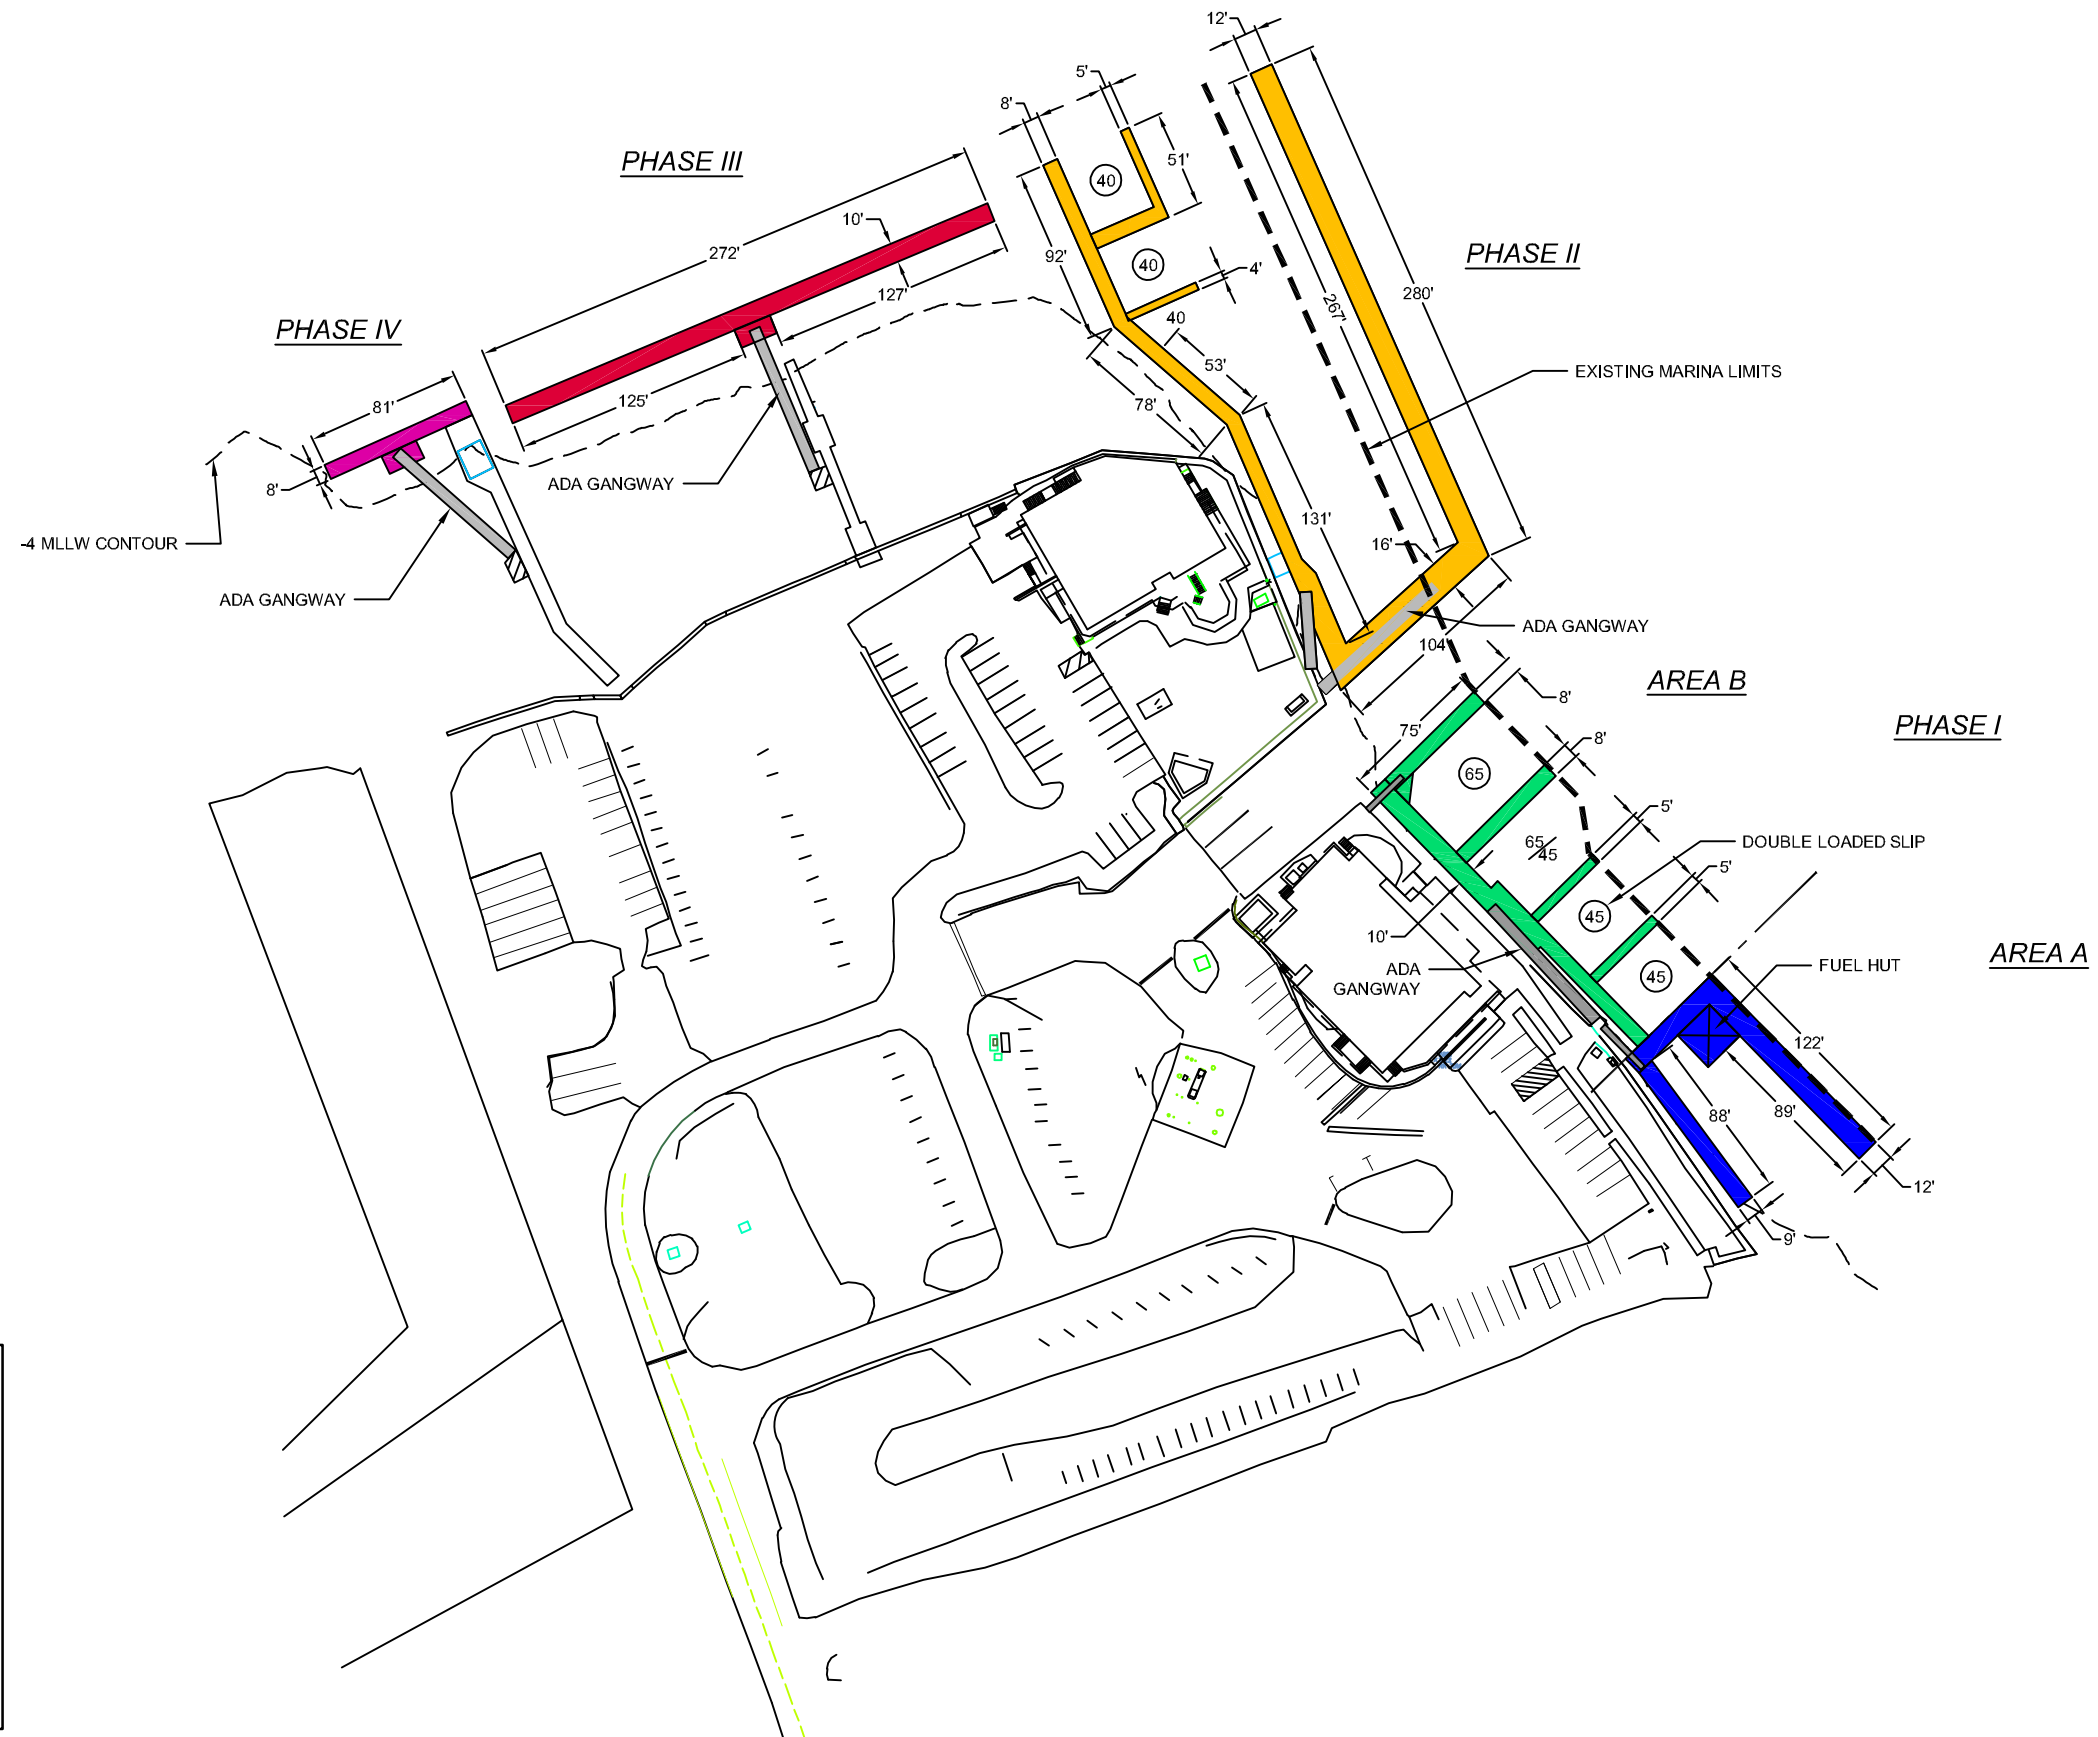 12'
5'
8'
PHASE III
51'
40
10'
272'
92'
40
4'
PHASE II
127'
267'
280'
40
PHASE IV
53'
EXISTING MARINA LIMITS
125'
78'
81'
ADA GANGWAY
8'
131'
16'
-4 MLLW CONTOUR
ADA GANGWAY
ADA GANGWAY
104'
AREA B
8'
PHASE I
75'
8'
65
5'
65
45
DOUBLE LOADED SLIP
5'
45
10'
ADA
GANGWAY
45
FUEL HUT
AREA A
122'
89'
88'
12'
9'